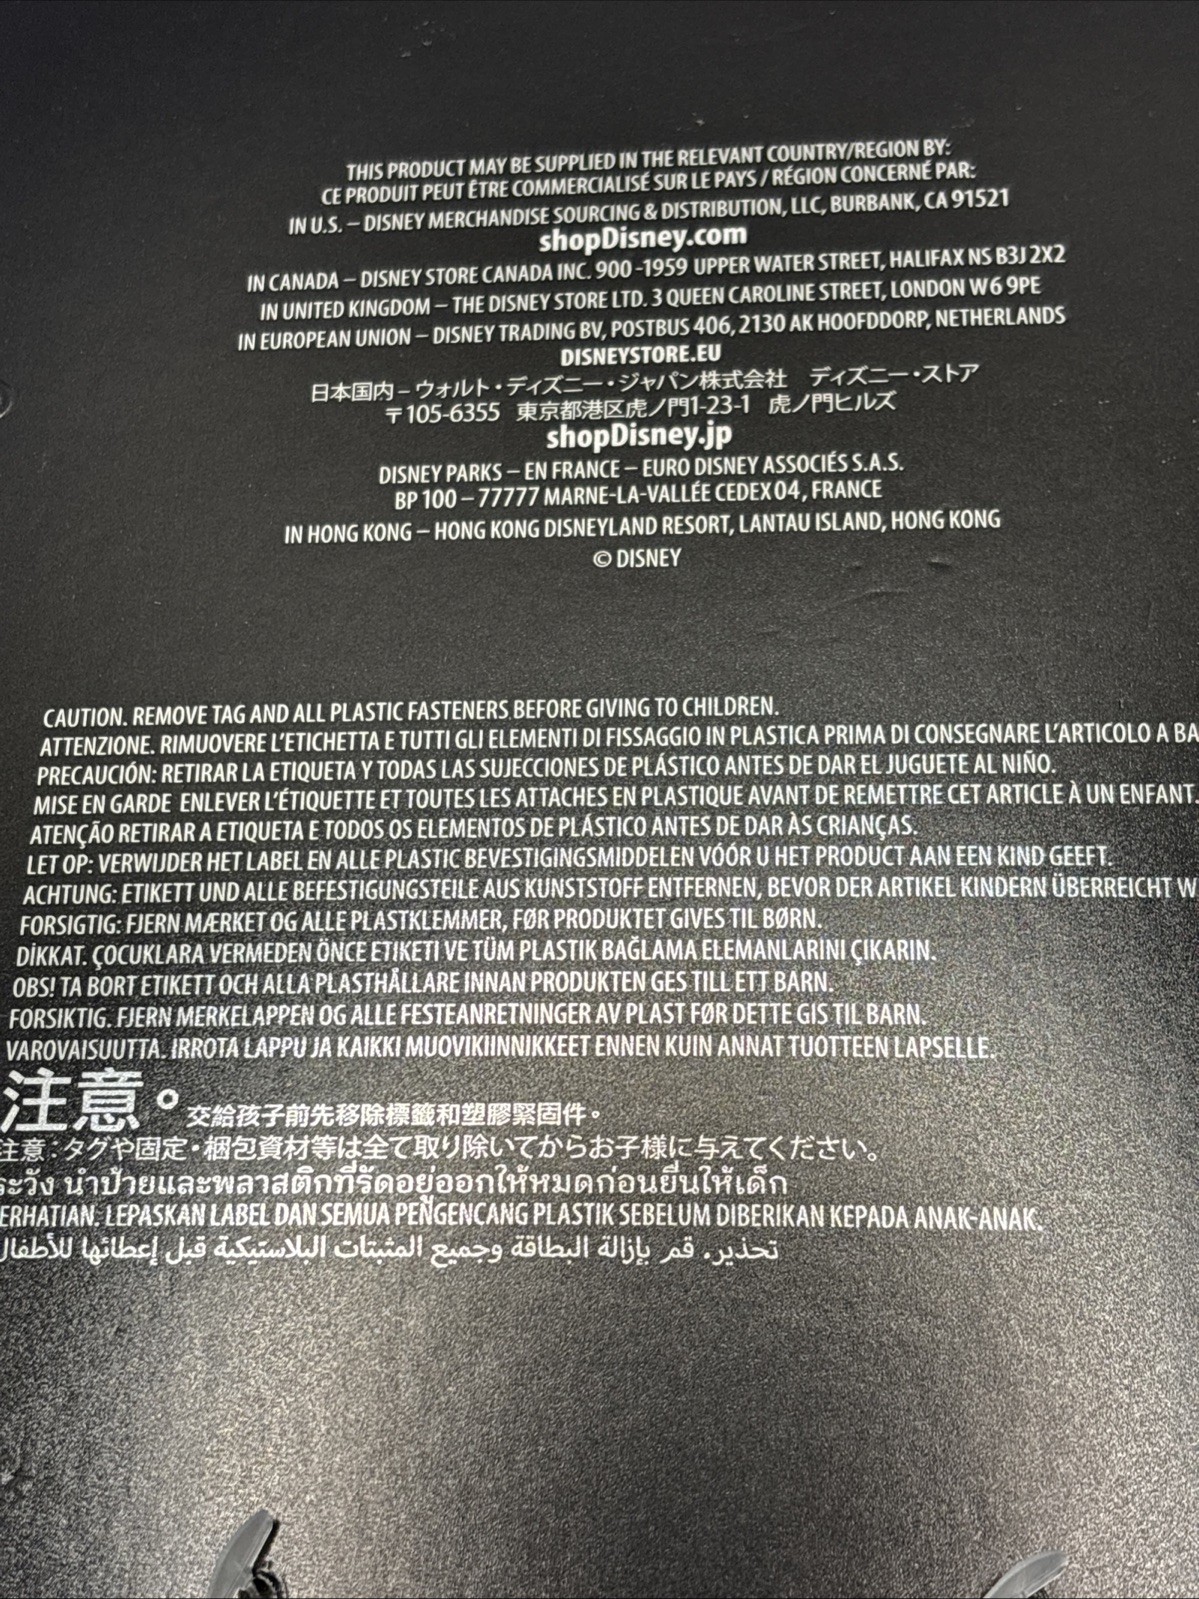 THIS PRODUCT MAY BE SUPPLIED IN THE RELEVANT COUNTRY/REGION BY:
CE PRODUIT PEUT ÊTRE COMMERCIALISÉ SUR LE PAYS / RÉGION CONCERNÉ PAR:
IN U.S. – DISNEY MERCHANDISE SOURCING & DISTRIBUTION, LLC, BURBANK, CA 91521
shopDisney.com
IN CANADA – DISNEY STORE CANADA INC. 900 -1959 UPPER WATER STREET, HALIFAX NS B3J 2X2
IN UNITED KINGDOM – THE DISNEY STORE LTD. 3 QUEEN CAROLINE STREET, LONDON W6 9PE
IN EUROPEAN UNION – DISNEY TRADING BV, POSTBUS 406, 2130 AK HOOFDDORP, NETHERLANDS
DISNEYSTORE.EU
日本国内 – ウォルト・ディズニー・ジャパン株式会社 ディズニー・ストア
〒105-6355 東京都港区虎ノ門1-23-1 虎ノ門ヒルズ
shopDisney.jp
DISNEY PARKS – EN FRANCE – EURO DISNEY ASSOCIÉS S.A.S.
BP 100 – 77777 MARNE-LA-VALLÉE CEDEX 04, FRANCE
IN HONG KONG – HONG KONG DISNEYLAND RESORT, LANTAU ISLAND, HONG KONG
© DISNEY
CAUTION. REMOVE TAG AND ALL PLASTIC FASTENERS BEFORE GIVING TO CHILDREN.
ATTENZIONE. RIMUOVERE L'ETICHETTA E TUTTI GLI ELEMENTI DI FISSAGGIO IN PLASTICA PRIMA DI CONSEGNARE L'ARTICOLO A BA
PRECAUCIÓN: RETIRAR LA ETIQUETA Y TODAS LAS SUJECCIONES DE PLÁSTICO ANTES DE DAR EL JUGUETE AL NIÑO.
MISE EN GARDE ENLEVER L'ÉTIQUETTE ET TOUTES LES ATTACHES EN PLASTIQUE AVANT DE REMETTRE CET ARTICLE À UN ENFANT.
ATENÇÃO RETIRAR A ETIQUETA E TODOS OS ELEMENTOS DE PLÁSTICO ANTES DE DAR ÀS CRIANÇAS.
LET OP: VERWIJDER HET LABEL EN ALLE PLASTIC BEVESTIGINGSMIDDELEN VÓÓR U HET PRODUCT AAN EEN KIND GEEFT.
ACHTUNG: ETIKETT UND ALLE BEFESTIGUNGSTEILE AUS KUNSTSTOFF ENTFERNEN, BEVOR DER ARTIKEL KINDERN ÜBERREICHT W
FORSIGTIG: FJERN MÆRKET OG ALLE PLASTKLEMMER, FØR PRODUKTET GIVES TIL BØRN.
DİKKAT. ÇOCUKLARA VERMEDEN ÖNCE ETİKETI VE TÜM PLASTIK BAĞLAMA ELEMANLARINI ÇIKARIN.
OBS! TA BORT ETIKETT OCH ALLA PLASTHÅLLARE INNAN PRODUKTEN GES TILL ETT BARN.
FORSIKTIG. FJERN MERKELAPPEN OG ALLE FESTEANRETNINGER AV PLAST FØR DETTE GIS TIL BARN.
VAROVAISUUTTA. IRROTA LAPPU JA KAIKKI MUOVIKIINNIKKEET ENNEN KUIN ANNAT TUOTTEEN LAPSELLE.
注意。交給孩子前先移除標籤和塑膠緊固件。
注意：タグや固定・梱包資材等は全て取り除いてからお子様に与えてください。
ระวัง นำป้ายและพลาสติกที่รัดอยู่ออกให้หมดก่อนยื่นให้เด็ก
ERHATIAN. LEPASKAN LABEL DAN SEMUA PENGENCANG PLASTIK SEBELUM DIBERIKAN KEPADA ANAK-ANAK.
تحذير. قم بإزالة البطاقة وجميع المثبتات البلاستيكية قبل إعطائها للأطفال